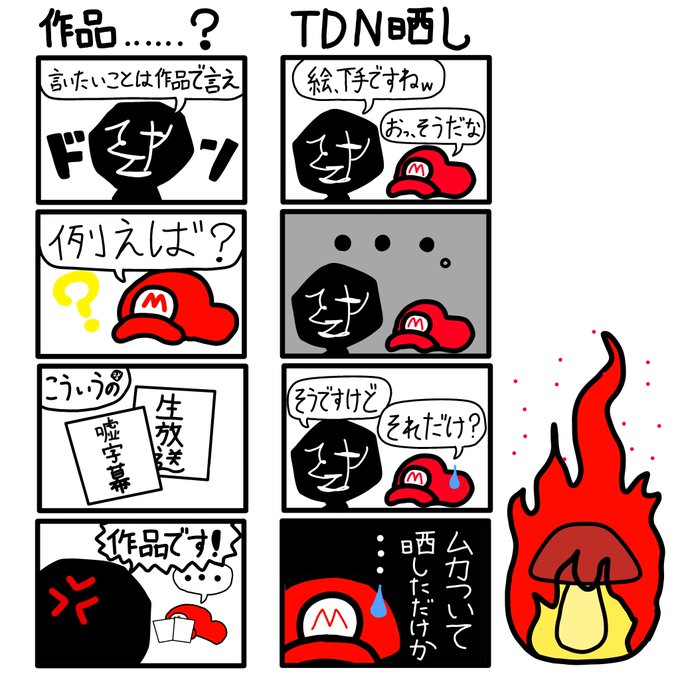 作品……？
言いたいことは作品で言え
ドン
例えば？
？
M
こういうの
生放送
嘘字幕
作品です！
・・・
TDN晒し
絵、下手ですねw
おっ、そうだな
M
・・・
M
そうですけど
それだけ？
M
ムカついて
晒しただけか
・・・
M